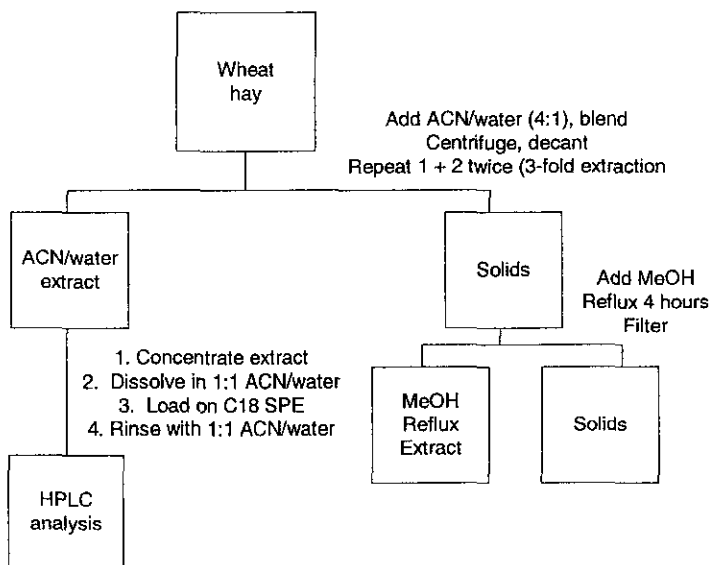 Wheat
hay
Add ACN/water (4:1), blend
Centrifuge, decant
Repeat 1 + 2 twice (3-fold extraction
ACN/water
extract
Solids
Add MeOH
Reflux 4 hours
Filter
1. Concentrate extract
2. Dissolve in 1:1 ACN/water
3. Load on C18 SPE
4. Rinse with 1:1 ACN/water
MeOH
Reflux
Extract
Solids
HPLC
analysis